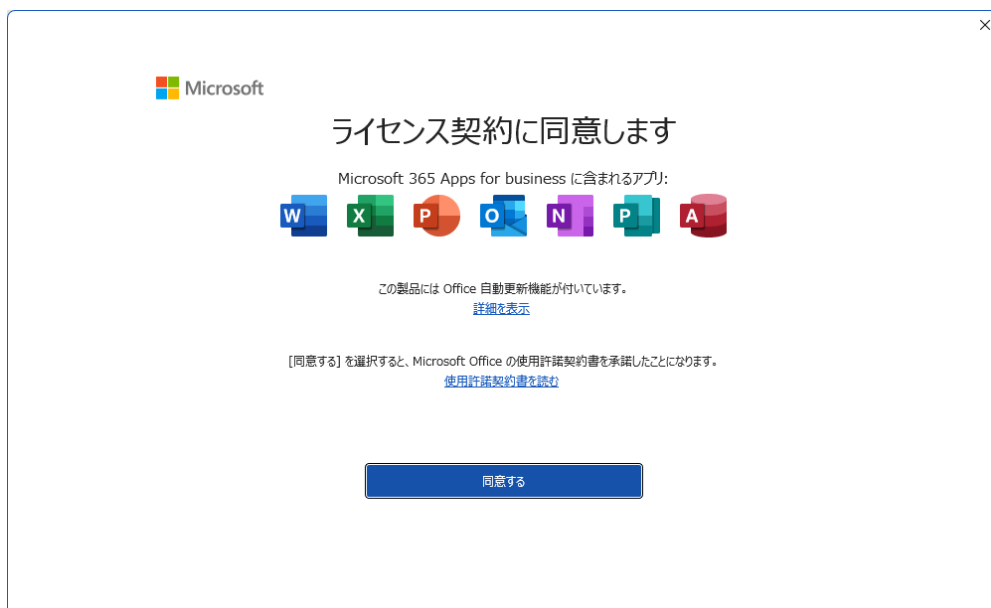 Microsoft
ライセンス契約に同意します
Microsoft 365 Apps for business に含まれるアプリ:
W X P O N P A
この製品には Office 自動更新機能が付いています。
詳細を表示
[同意する] を選択すると、Microsoft Office の使用許諾契約書を承諾したことになります。
使用許諾契約書を読む
同意する